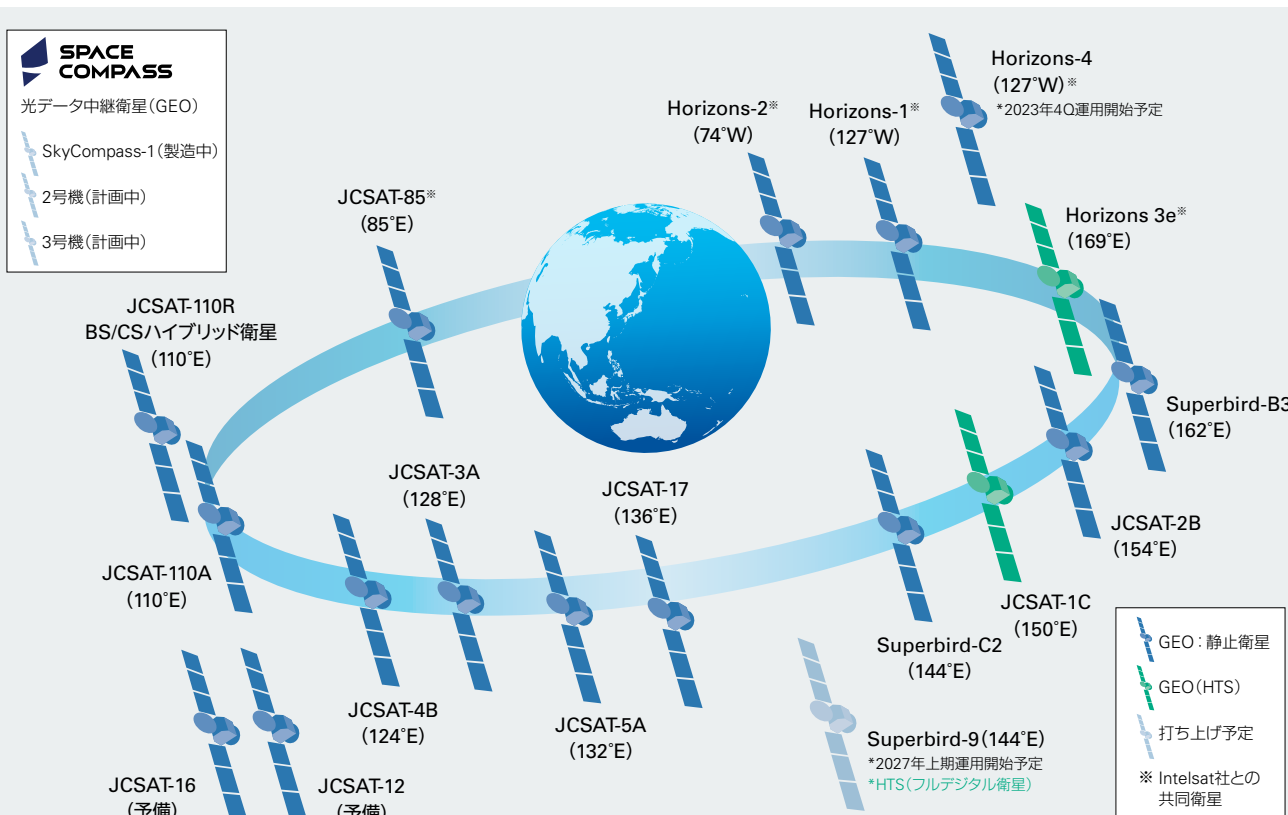 SPACE
COMPASS
光データ中継衛星(GEO)
SkyCompass-1(製造中)
2号機(計画中)
3号機(計画中)
Horizons-4
(127°W)※
*2023年4Q運用開始予定
Horizons-2※
(74°W)
Horizons-1※
(127°W)
JCSAT-85※
(85°E)
Horizons 3e※
(169°E)
JCSAT-110R
BS/CSハイブリッド衛星
(110°E)
Superbird-B3
(162°E)
JCSAT-3A
(128°E)
JCSAT-17
(136°E)
JCSAT-2B
(154°E)
JCSAT-110A
(110°E)
JCSAT-1C
(150°E)
Superbird-C2
(144°E)
JCSAT-4B
(124°E)
JCSAT-5A
(132°E)
Superbird-9(144°E)
*2027年上期運用開始予定
*HTS(フルデジタル衛星)
JCSAT-16
(予備)
JCSAT-12
(予備)
GEO：静止衛星
GEO(HTS)
打ち上げ予定
※ Intelsat社との
共同衛星